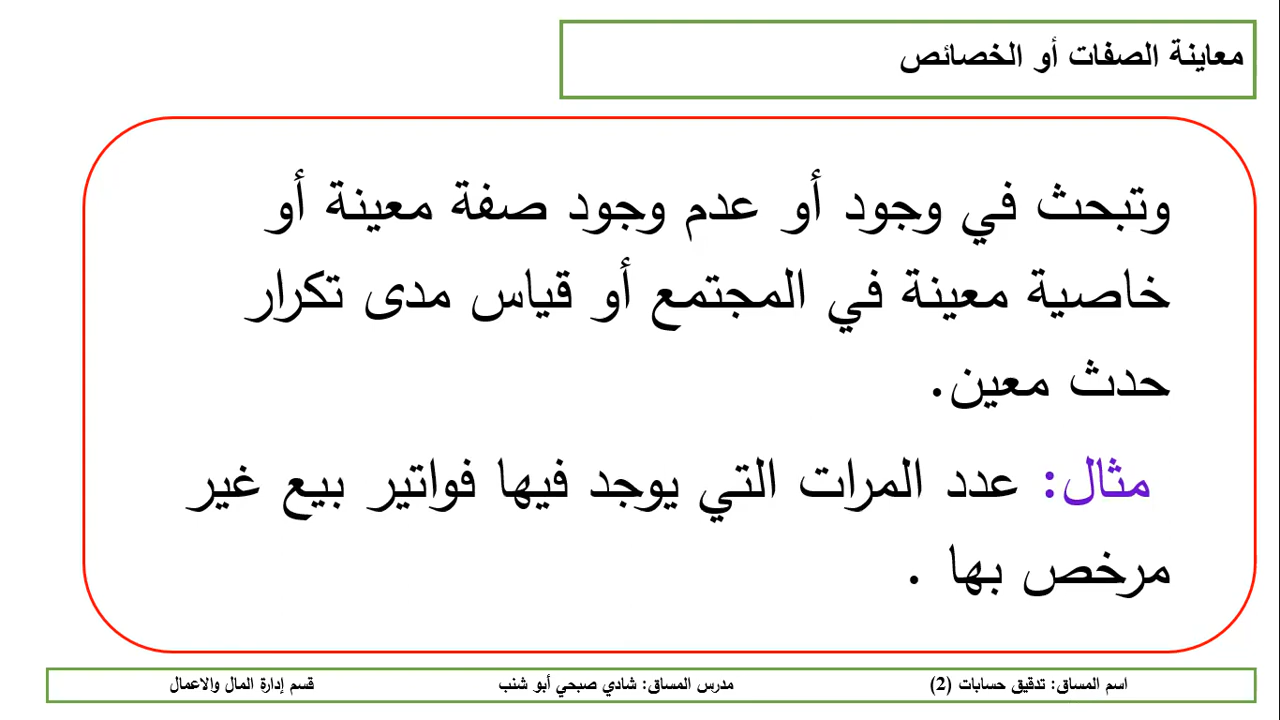 معاينة الصفات أو الخصائص
وتبحث في وجود أو عدم وجود صفة معينة أو
خاصية معينة في المجتمع أو قياس مدى تكرار
حدث معين.
مثال: عدد المرات التي يوجد فيها فواتير بيع غير
مرخص بها .
اسم المساق: تدقيق حسابات (2) مدرس المساق: شادي صبحي أبو شنب قسم إدارة المال والاعمال